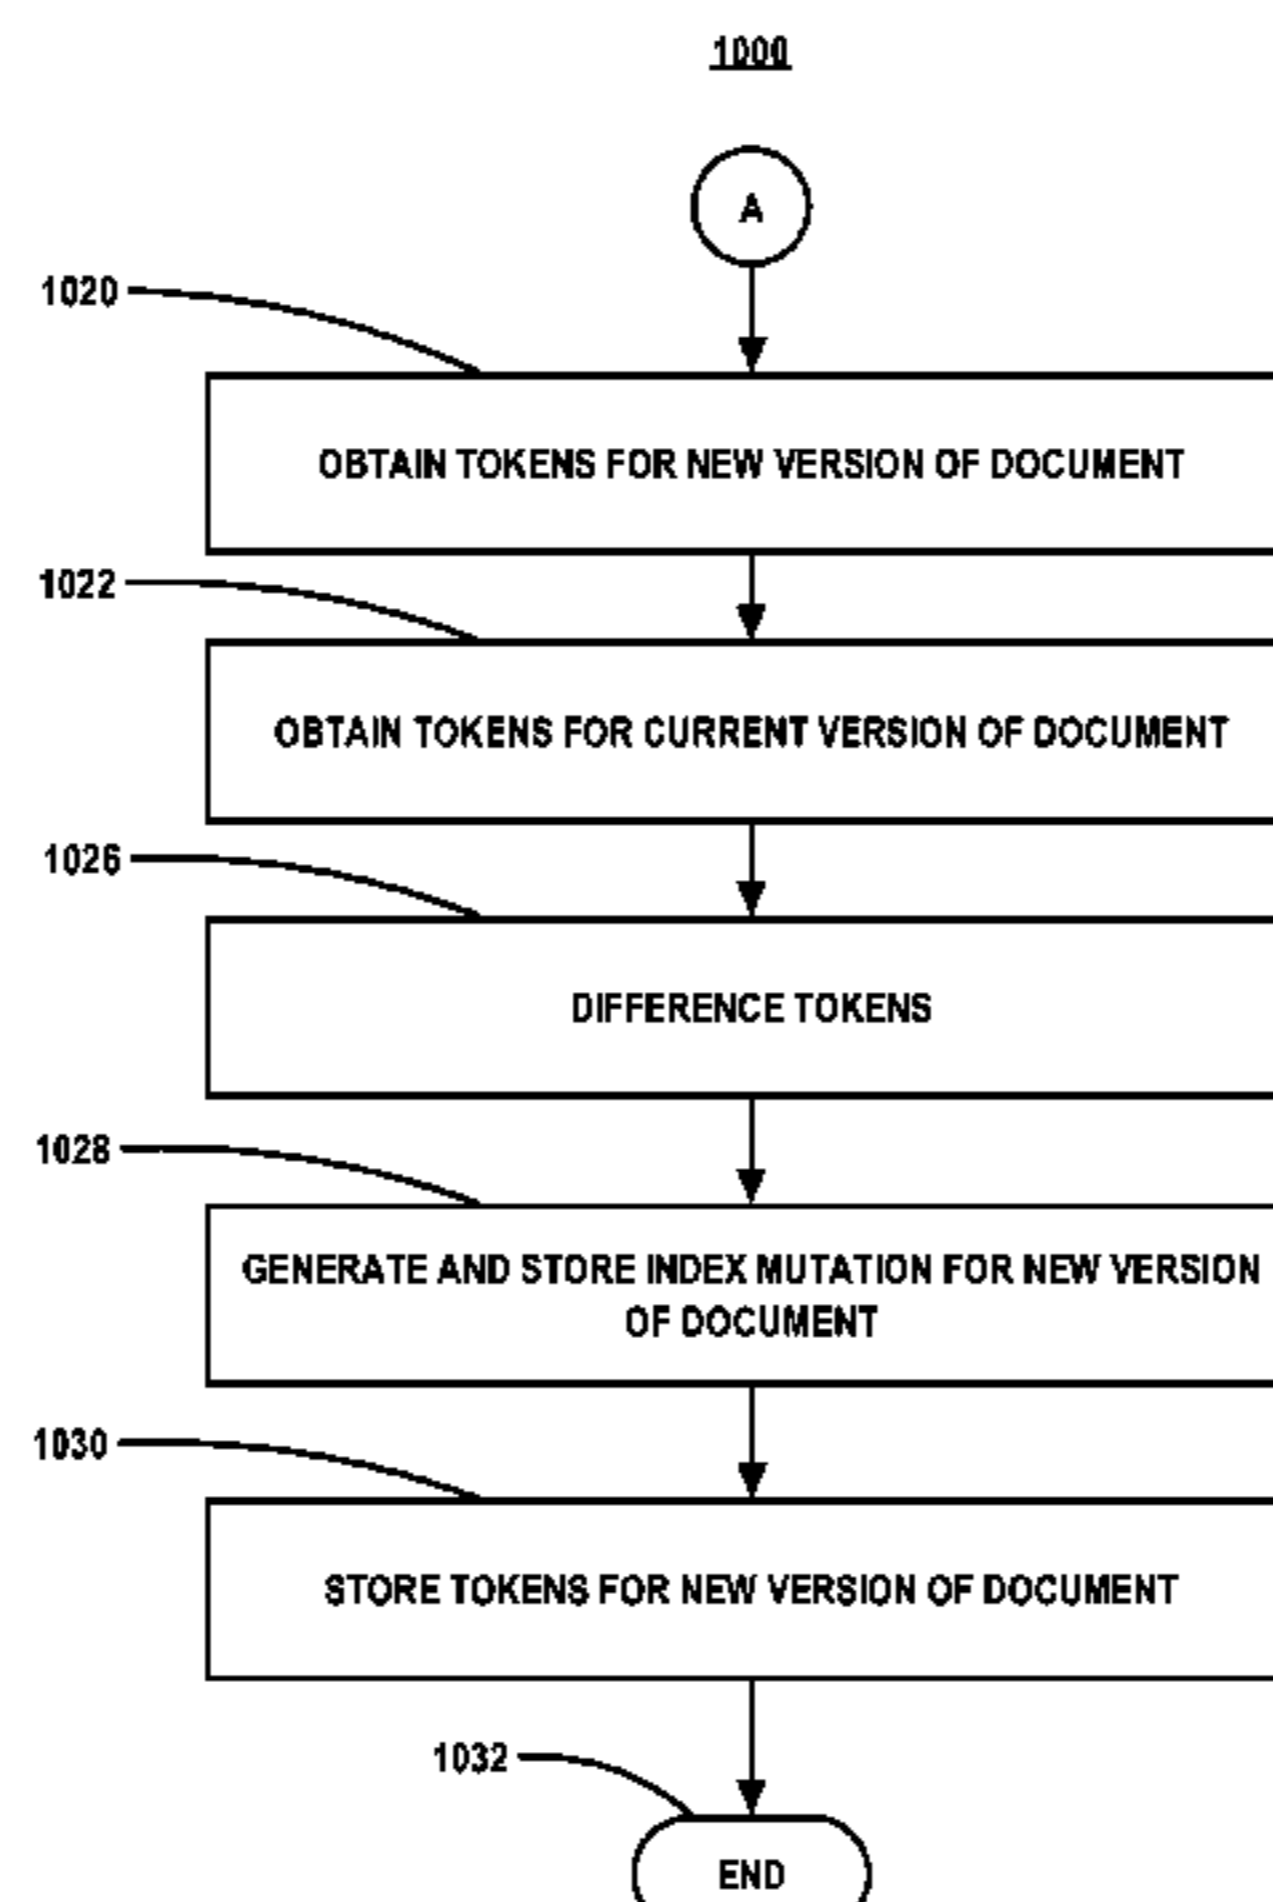 1000
A
1020
OBTAIN TOKENS FOR NEW VERSION OF DOCUMENT
1022
OBTAIN TOKENS FOR CURRENT VERSION OF DOCUMENT
1026
DIFFERENCE TOKENS
1028
GENERATE AND STORE INDEX MUTATION FOR NEW VERSION
OF DOCUMENT
1030
STORE TOKENS FOR NEW VERSION OF DOCUMENT
1032
END